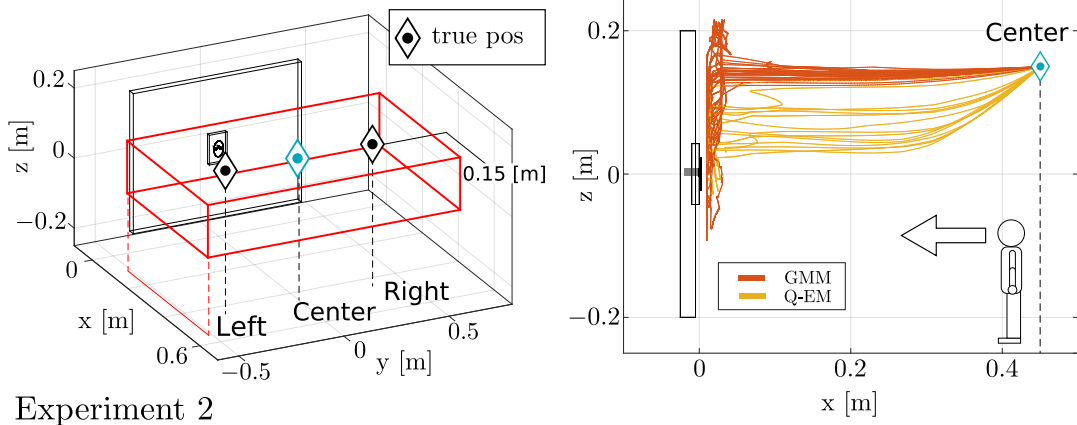 true pos
0.2
0
−0.2
z [m]
0.15 [m]
0
0.6
x [m]
Left
Center
Right
−0.5
0
0.5
y [m]
Experiment 2
Center
0.2
0
−0.2
z [m]
GMM
Q-EM
0
0.2
0.4
x [m]